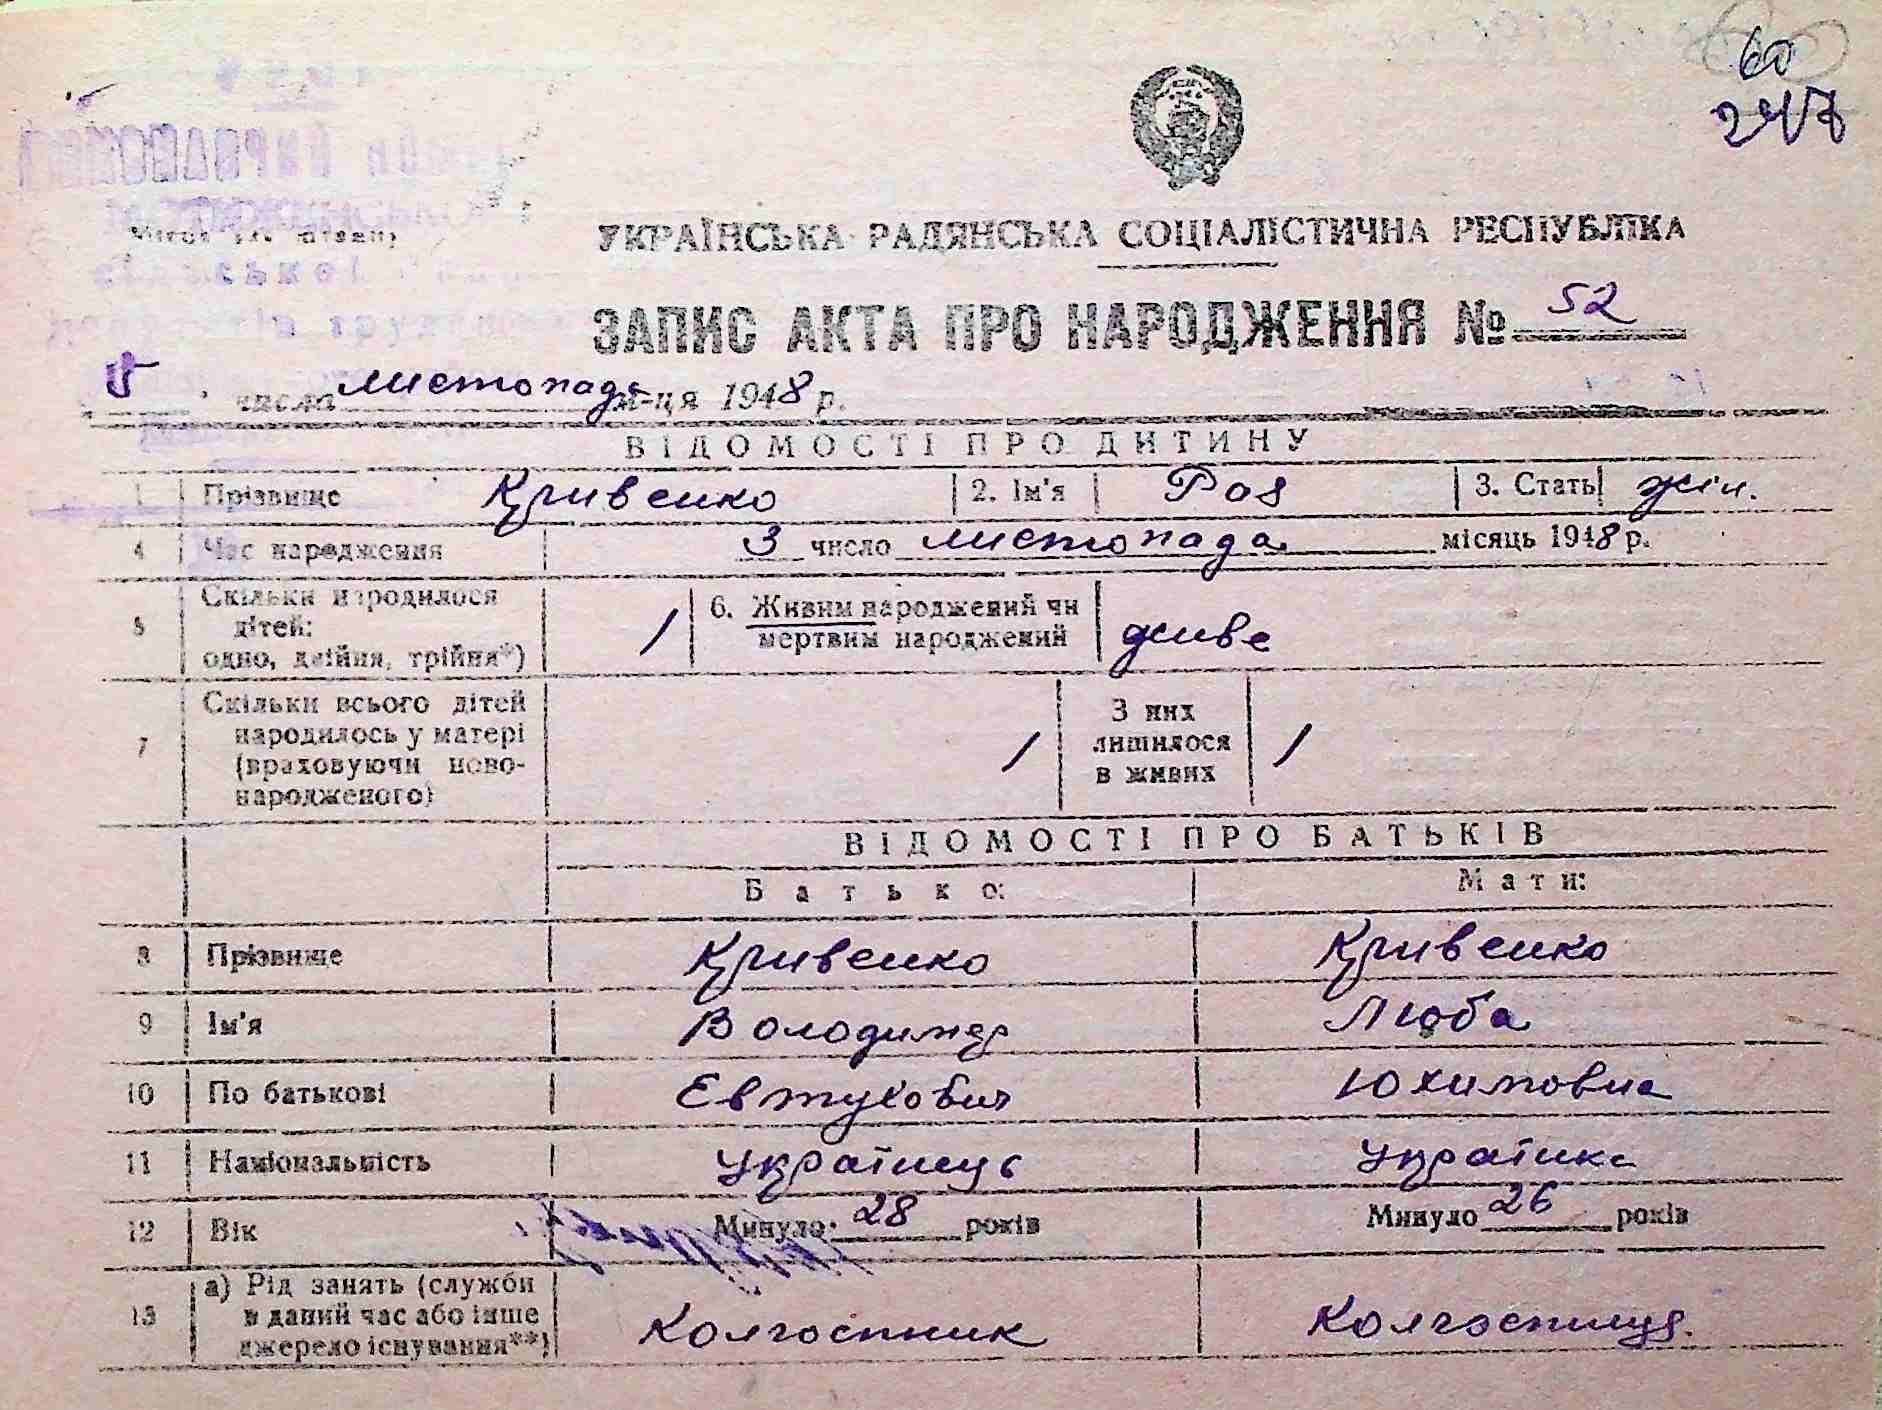 60
2417
УКРАЇНСЬКА РАДЯНСЬКА СОЦІАЛІСТИЧНА РЕСПУБЛІКА
ЗАПИС АКТА ПРО НАРОДЖЕННЯ № 52
5 числа листопада м-ця 1948 р.
ВІДОМОСТІ ПРО ДИТИНУ
1 Прізвище Кривенко 2. Ім'я Рая 3. Стать жін.
4 Час народження 3 число листопада місяць 1948 р.
5 Скільки народилося дітей: одно, двійня, трійня*) 1 6. Живим народжений чи мертвим народжений живе
7 Скільки всього дітей народилось у матері (враховуючи новонародженого) 1 З них лишилося в живих 1
ВІДОМОСТІ ПРО БАТЬКІВ
Батько: Мати:
8 Прізвище Кривенко Кривенко
9 Ім'я Володимер Люба
10 По батькові Евтухович Юхимовна
11 Національність Українець Українка
12 Вік Минуло: 28 років Минуло 26 років
13 а) Рід занять (служби в даний час або інше джерело існування**) Колгоспник Колгоспниця.